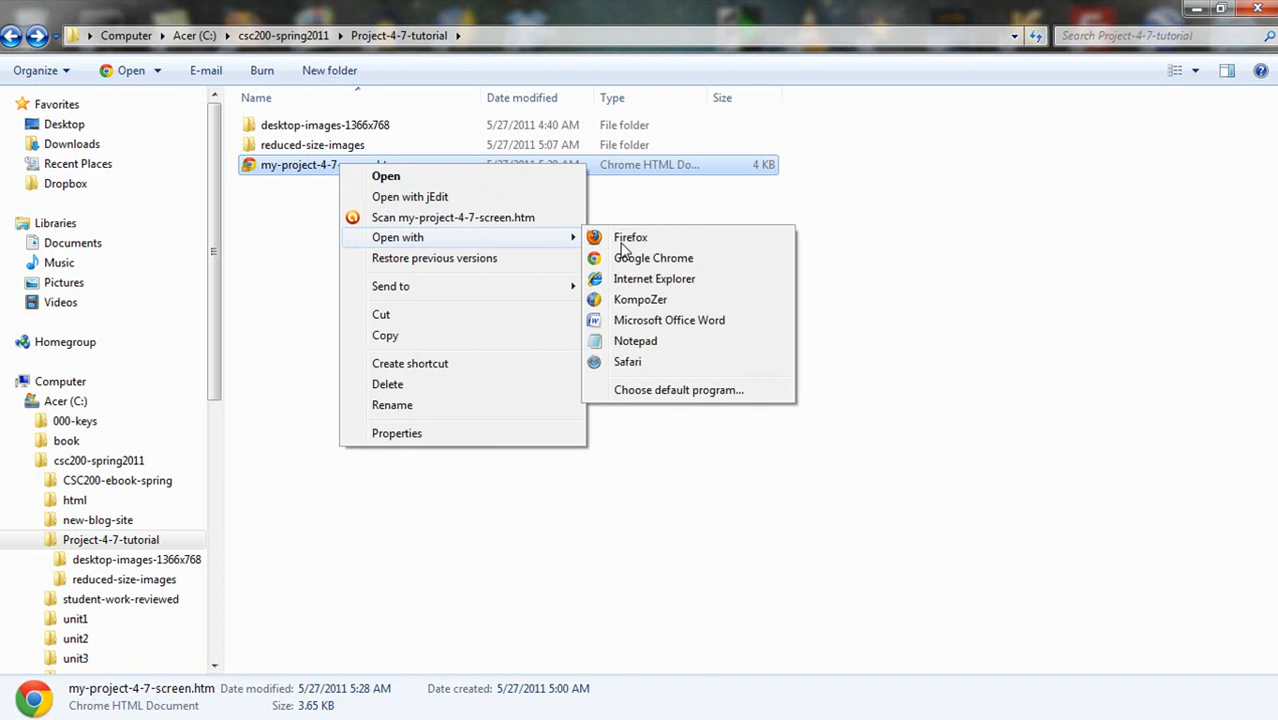 Computer Acer (C:) csc200-spring2011 Project-4-7-tutorial
Search Project-4-7-tutorial
Organize Open E-mail Burn New folder
Name Date modified Type Size
desktop-images-1366x768 5/27/2011 4:40 AM File folder
reduced-size-images 5/27/2011 5:07 AM File folder
my-project-4-7- Chrome HTML Do... 4 KB
Favorites
Desktop
Downloads
Recent Places
Dropbox
Libraries
Documents
Music
Pictures
Videos
Homegroup
Computer
Acer (C:)
000-keys
book
csc200-spring2011
CSC200-ebook-spring
html
new-blog-site
Project-4-7-tutorial
desktop-images-1366x768
reduced-size-images
student-work-reviewed
unit1
unit2
unit3
Open
Open with jEdit
Scan my-project-4-7-screen.htm
Open with
Restore previous versions
Send to
Cut
Copy
Create shortcut
Delete
Rename
Properties
Firefox
Google Chrome
Internet Explorer
KompoZer
Microsoft Office Word
Notepad
Safari
Choose default program...
my-project-4-7-screen.htm Date modified: 5/27/2011 5:28 AM Date created: 5/27/2011 5:00 AM
Chrome HTML Document Size: 3.65 KB